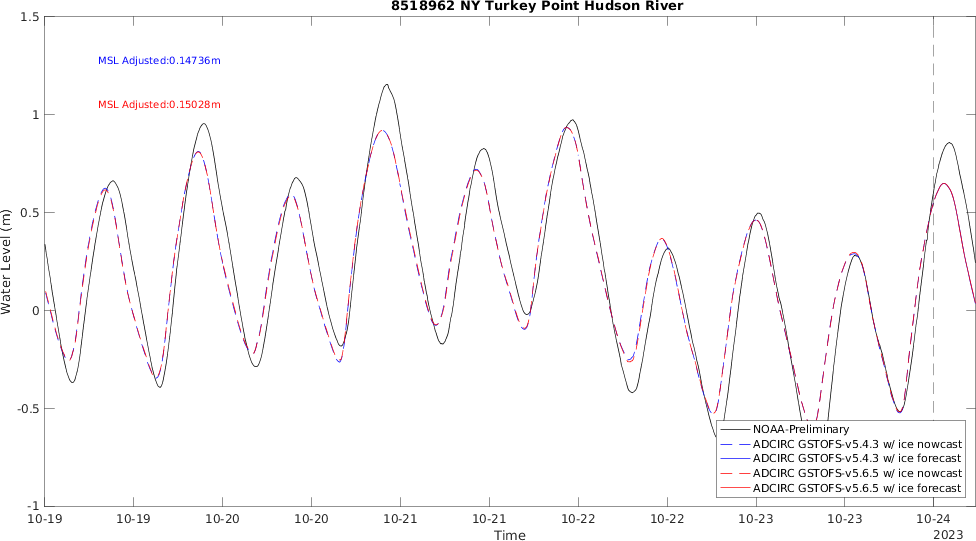 8518962 NY Turkey Point Hudson River
MSL Adjusted:0.14736m
MSL Adjusted:0.15028m
1.5
1
0.5
0
-0.5
-1
Water Level (m)
NOAA-Preliminary
ADCIRC GSTOFS-v5.4.3 w/ ice nowcast
ADCIRC GSTOFS-v5.4.3 w/ ice forecast
ADCIRC GSTOFS-v5.6.5 w/ ice nowcast
ADCIRC GSTOFS-v5.6.5 w/ ice forecast
10-19 10-19 10-20 10-20 10-21 10-21 10-22 10-22 10-23 10-23 10-24
2023
Time